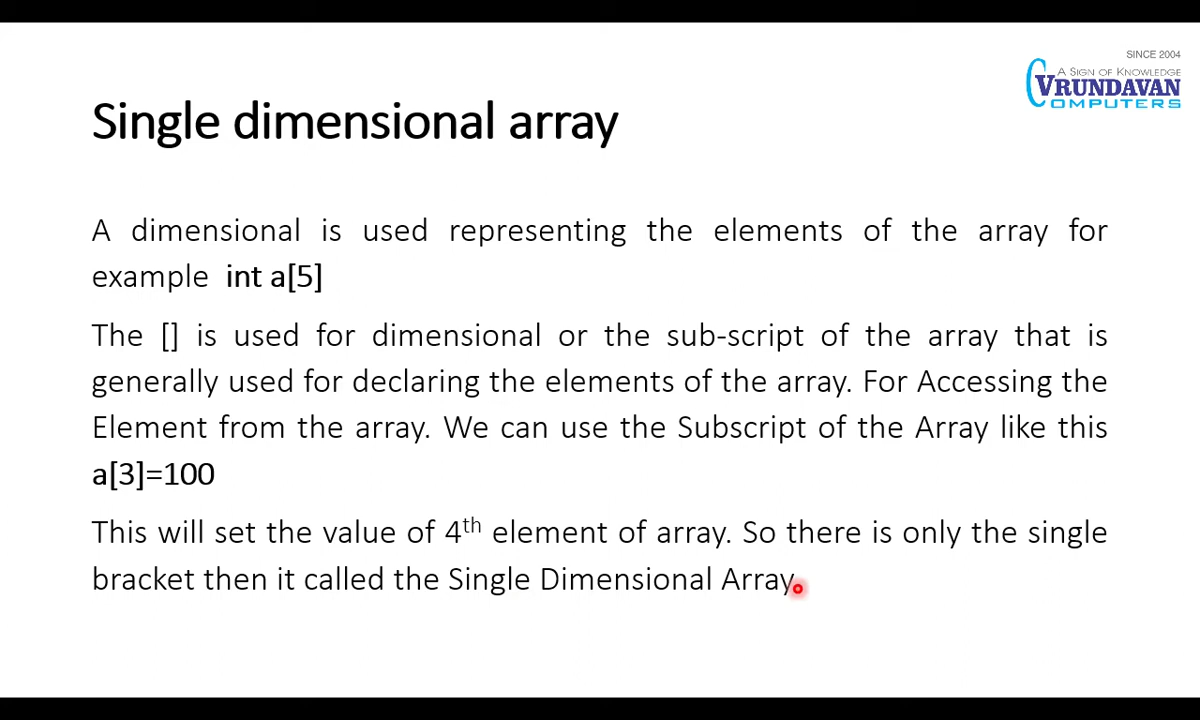 SINCE 2004
A SIGN OF KNOWLEDGE
VRUNDAVAN
COMPUTERS
Single dimensional array
A dimensional is used representing the elements of the array for
example int a[5]
The [] is used for dimensional or the sub-script of the array that is
generally used for declaring the elements of the array. For Accessing the
Element from the array. We can use the Subscript of the Array like this
a[3]=100
This will set the value of 4th element of array. So there is only the single
bracket then it called the Single Dimensional Array.